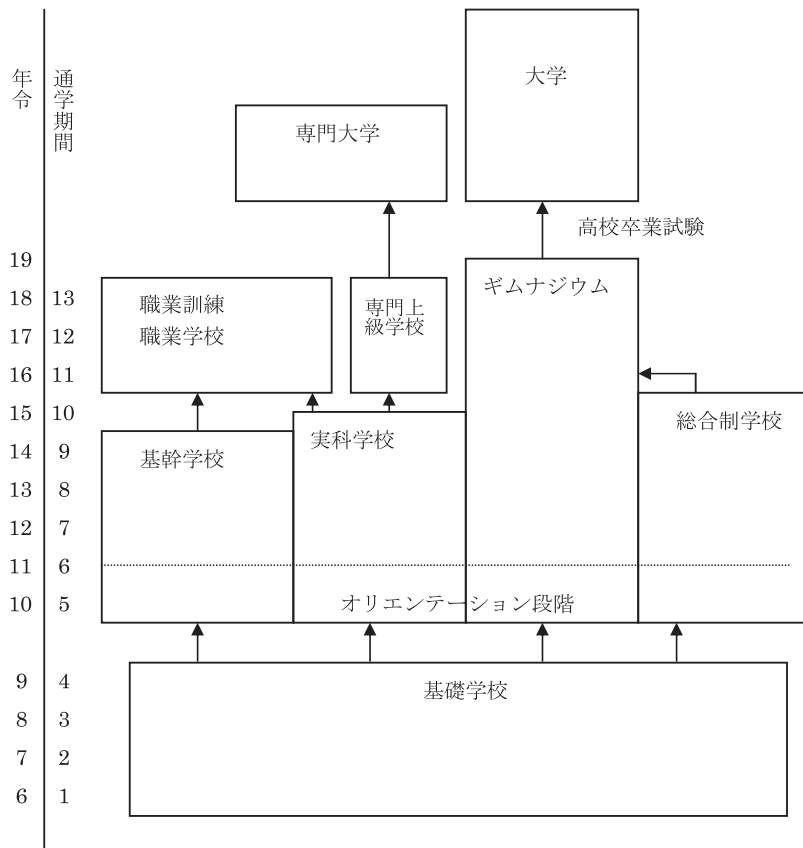 年令
通学期間
大学
専門大学
高校卒業試験
19
ギムナジウム
18 13
職業訓練
専門上
級学校
17 12
職業学校
16 11
15 10
総合制学校
実科学校
14 9
基幹学校
13 8
12 7
11 6
10 5
オリエンテーション段階
9 4
基礎学校
8 3
7 2
6 1